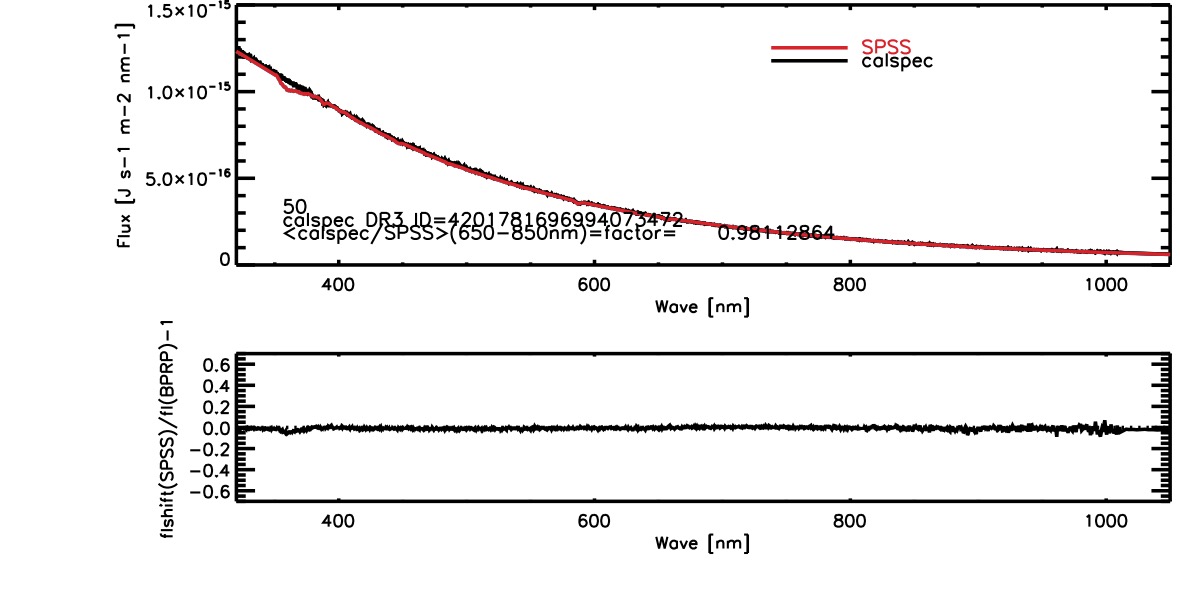 1.5×10−15
1.0×10−15
5.0×10−16
0
Flux [J s−1 m−2 nm−1]
SPSS
calspec
50
calspec DR3_ID=4201781696994073472
<calspec/SPSS>(650−850nm)=factor= 0.98112864
400 600 800 1000
Wave [nm]
0.6
0.4
0.2
0.0
−0.2
−0.4
−0.6
flshift(SPSS)/fl(BPRP)−1
400 600 800 1000
Wave [nm]